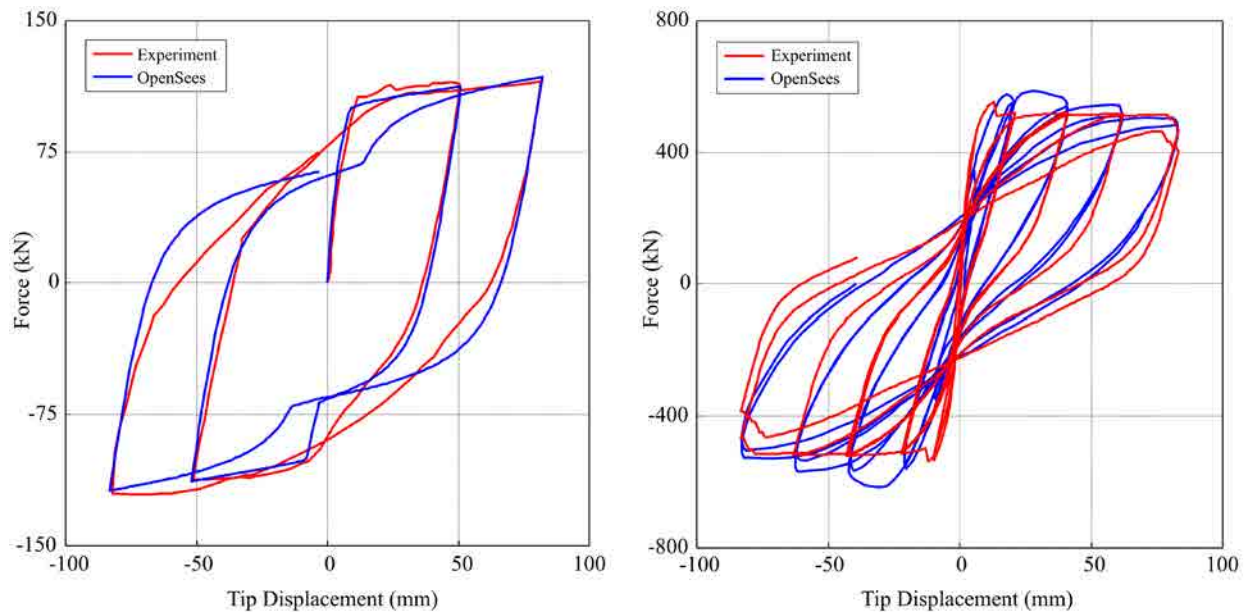 150
75
0
-75
-150
-100
-50
0
50
100
Force (kN)
Tip Displacement (mm)
Experiment
OpenSees
800
400
0
-400
-800
-100
-50
0
50
100
Force (kN)
Tip Displacement (mm)
Experiment
OpenSees